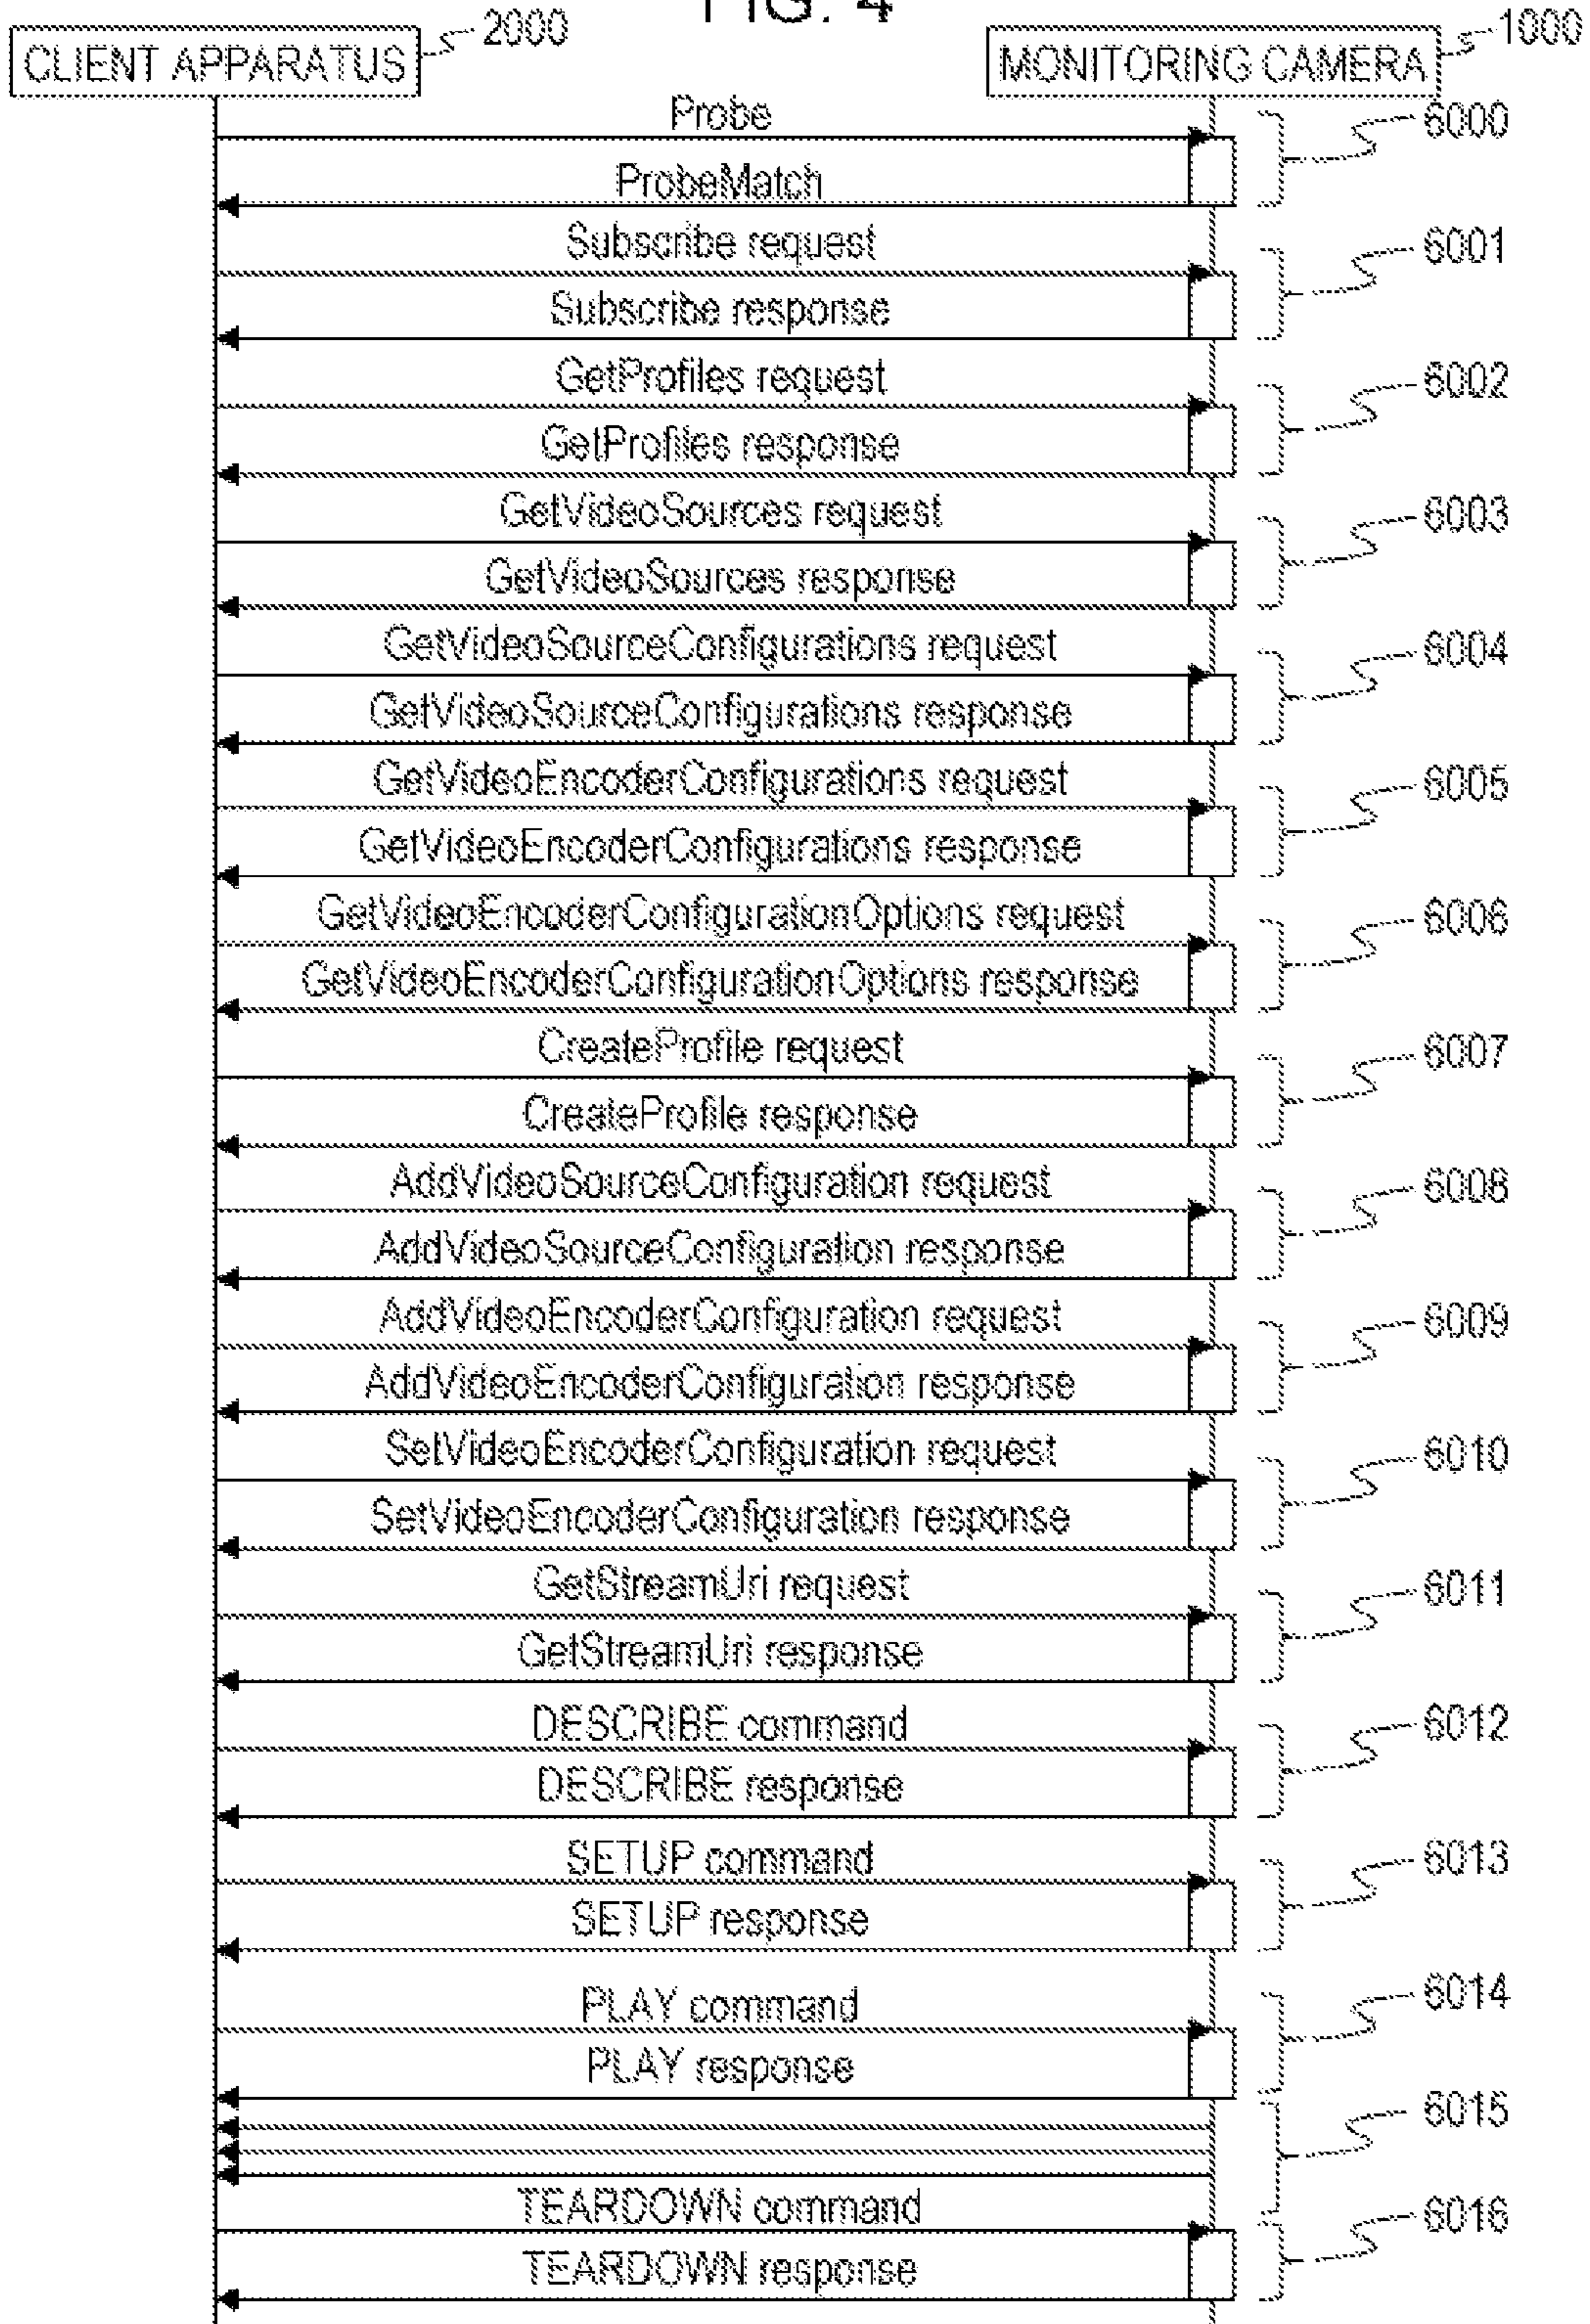 FIG. 4
CLIENT APPARATUS 2000
MONITORING CAMERA 1000
Probe
6000
ProbeMatch
Subscribe request
6001
Subscribe response
GetProfiles request
6002
GetProfiles response
GetVideoSources request
6003
GetVideoSources response
GetVideoSourceConfigurations request
6004
GetVideoSourceConfigurations response
GetVideoEncoderConfigurations request
6005
GetVideoEncoderConfigurations response
GetVideoEncoderConfigurationOptions request
6006
GetVideoEncoderConfigurationOptions response
CreateProfile request
6007
CreateProfile response
AddVideoSourceConfiguration request
6008
AddVideoSourceConfiguration response
AddVideoEncoderConfiguration request
6009
AddVideoEncoderConfiguration response
SetVideoEncoderConfiguration request
6010
SetVideoEncoderConfiguration response
GetStreamUri request
6011
GetStreamUri response
DESCRIBE command
6012
DESCRIBE response
SETUP command
6013
SETUP response
PLAY command
6014
PLAY response
6015
TEARDOWN command
6016
TEARDOWN response